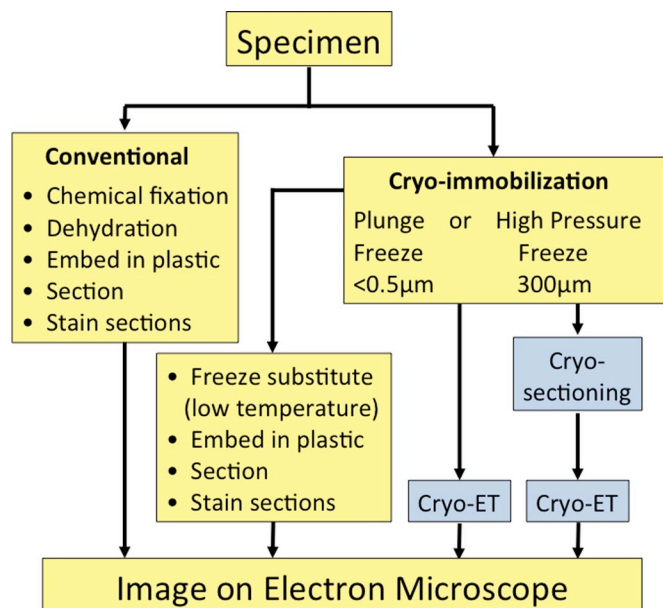 Specimen
Conventional
• Chemical fixation
• Dehydration
• Embed in plastic
• Section
• Stain sections
Cryo-immobilization
Plunge or High Pressure
Freeze Freeze
<0.5μm 300μm
• Freeze substitute
(low temperature)
• Embed in plastic
• Section
• Stain sections
Cryo-
sectioning
Cryo-ET
Cryo-ET
Image on Electron Microscope